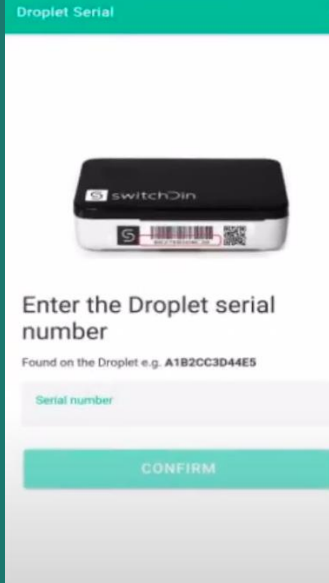 Droplet Serial
switchDin
Enter the Droplet serial
number
Found on the Droplet e.g. A1B2CC3D44E5
Serial number
CONFIRM